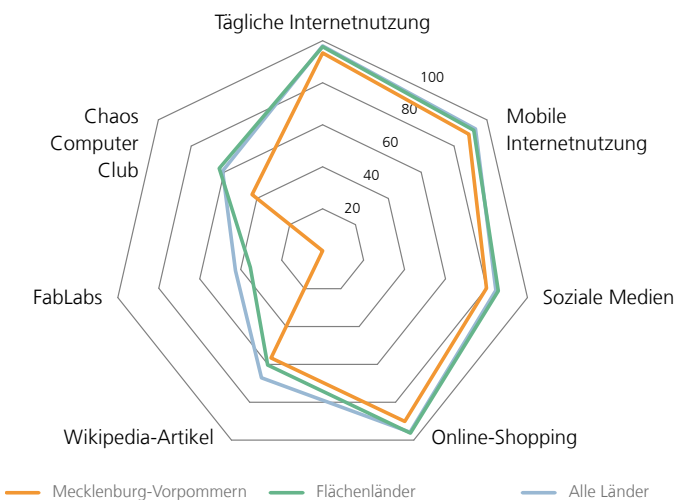 Tägliche Internetnutzung
100
80
60
40
20
Mobile
Internetnutzung
Chaos
Computer
Club
FabLabs
Soziale Medien
Wikipedia-Artikel
Online-Shopping
Mecklenburg-Vorpommern
Flächenländer
Alle Länder